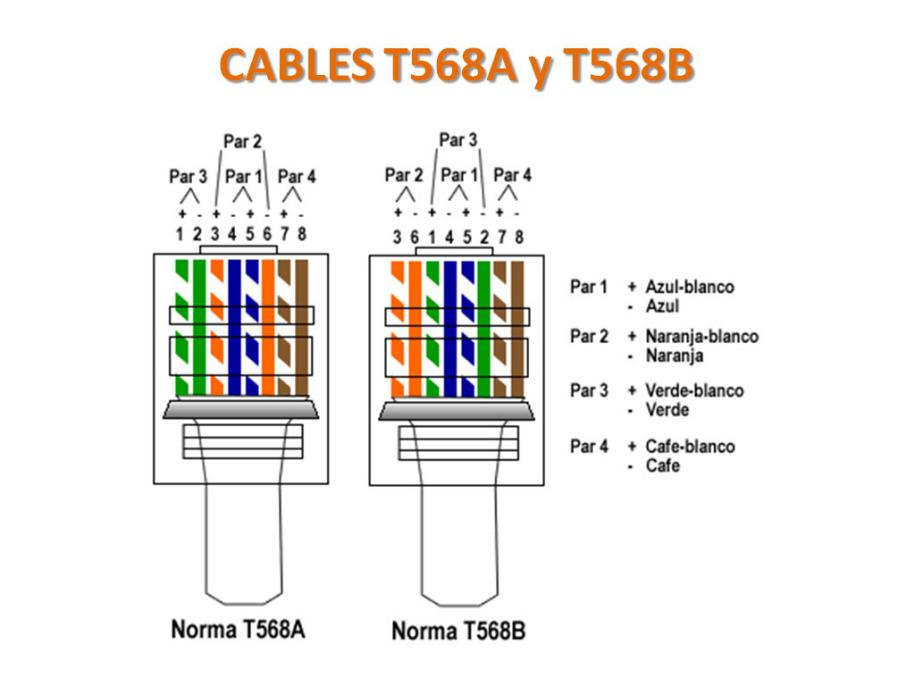 CABLES T568A y T568B
Par 2
Par 3 Par 1 Par 4
+ - + - + - + -
1 2 3 4 5 6 7 8
Par 3
Par 2 Par 1 Par 4
+ - + - + - + -
3 6 1 4 5 2 7 8
Par 1 + Azul-blanco
- Azul
Par 2 + Naranja-blanco
- Naranja
Par 3 + Verde-blanco
- Verde
Par 4 + Cafe-blanco
- Cafe
Norma T568A
Norma T568B